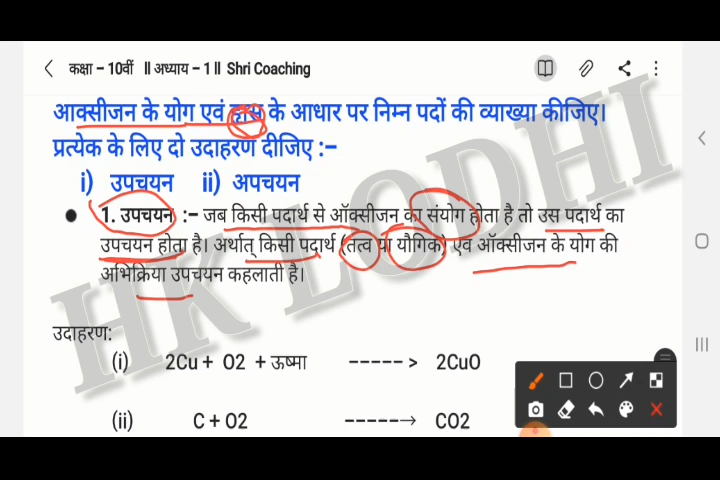 कक्षा – 10वीं ॥ अध्याय – 1 ॥ Shri Coaching
आक्सीजन के योग एवं ह्रास के आधार पर निम्न पदों की व्याख्या कीजिए।
प्रत्येक के लिए दो उदाहरण दीजिए :–
i) उपचयन ii) अपचयन
● 1. उपचयन :– जब किसी पदार्थ से ऑक्सीजन का संयोग होता है तो उस पदार्थ का
उपचयन होता है। अर्थात् किसी पदार्थ (तत्व या यौगिक) एवं ऑक्सीजन के योग की
अभिक्रिया उपचयन कहलाती है।
उदाहरण:
(i) 2Cu + O2 + ऊष्मा -----> 2CuO
(ii) C + O2 -----→ CO2
HK LODHI